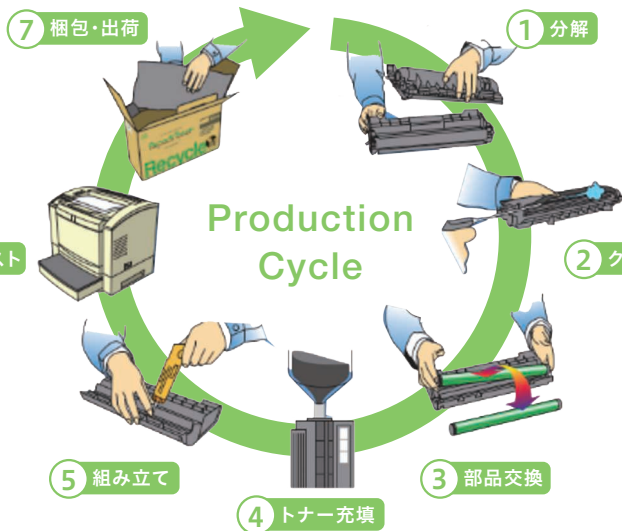 7 梱包・出荷
1 分解
Recycle
Production
Cycle
スト
2 ク
5 組み立て
3 部品交換
4 トナー充填